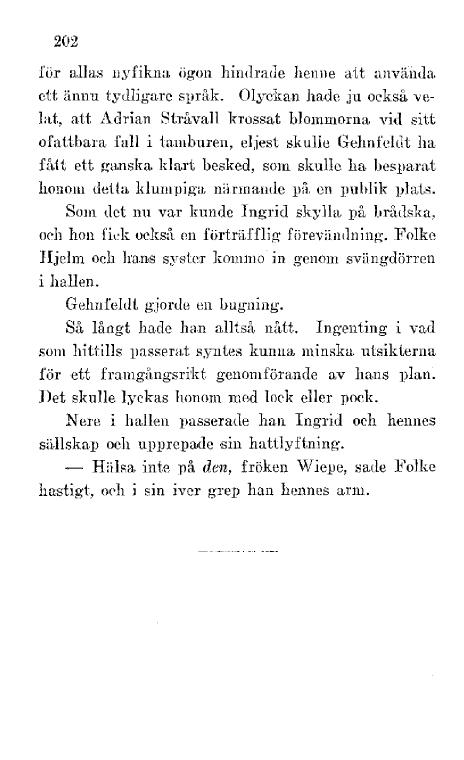 202
för allas nyfikna ögon hindrade henne att använda
ett ännu tydligare språk. Olyckan hade ju också ve-
lat, att Adrian Stråvall krossat blommorna vid sitt
ofattbara fall i tamburen, eljest skulle Gehnfeldt ha
fått ett ganska klart besked, som skulle ha besparat
honom detta klumpiga närmande på en publik plats.
Som det nu var kunde Ingrid skylla på brådska,
och hon fick också en förträfflig förevändning. Folke
Hjelm och hans syster kommo in genom svängdörren
i hallen.
Gehnfeldt gjorde en bugning.
Så långt hade han alltså nått. Ingenting i vad
som hittills passerat syntes kunna minska utsikterna
för ett framgångsrikt genomförande av hans plan.
Det skulle lyckas honom med lock eller pock.
Nere i hallen passerade han Ingrid och hennes
sällskap och upprepade sin hattlyftning.
— Hälsa inte på den, fröken Wiepe, sade Folke
hastigt, och i sin iver grep han hennes arm.